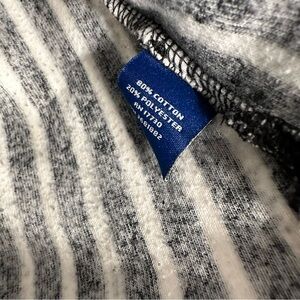 80% COTTON
20% POLYESTER
RN 17730